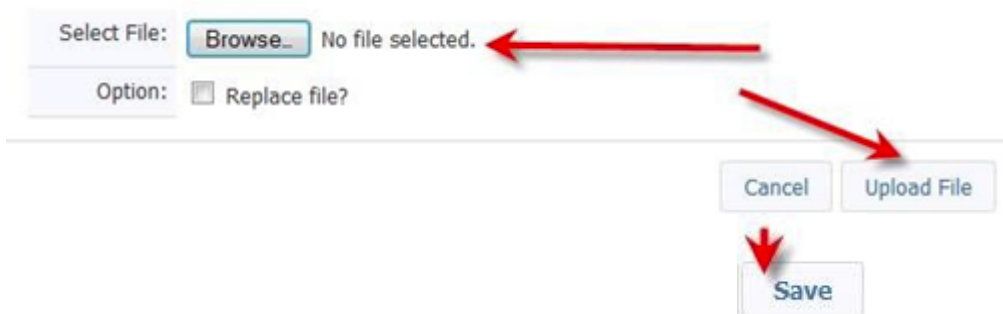 Select File: Browse... No file selected.
Option: Replace file?
Cancel Upload File
Save